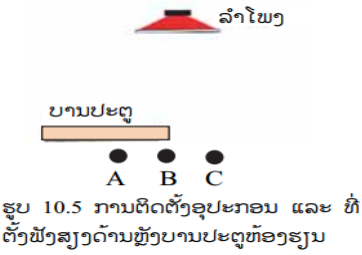 ລຳໂພງ
ບານປະຕູ
A B C
ຮູບ 10.5 ການຕິດຕັ້ງອຸປະກອນ ແລະ ທີ່
ຕັ້ງຟັງສຽງດ້ານຫຼັງບານປະຕູຫ້ອງຮຽນ